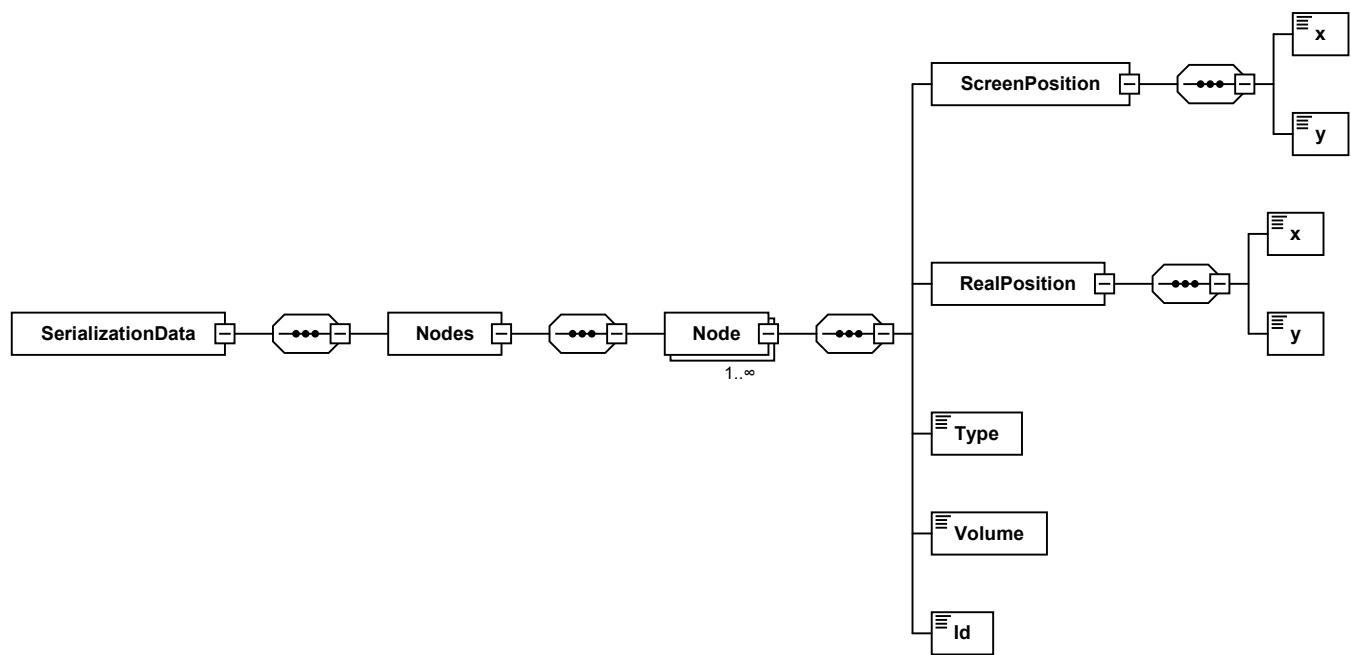 x
ScreenPosition
y
x
RealPosition
y
SerializationData
Nodes
Node
1..∞
Type
Volume
Id